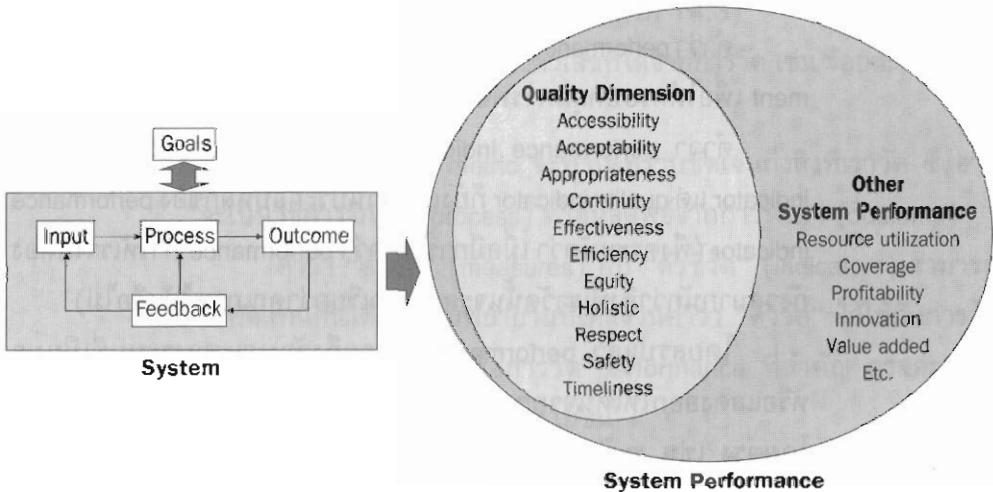 Goals
Input
Process
Outcome
Feedback
System
Quality Dimension
Accessibility
Acceptability
Appropriateness
Continuity
Effectiveness
Efficiency
Equity
Holistic
Respect
Safety
Timeliness
Other
System Performance
Resource utilization
Coverage
Profitability
Innovation
Value added
Etc.
System Performance